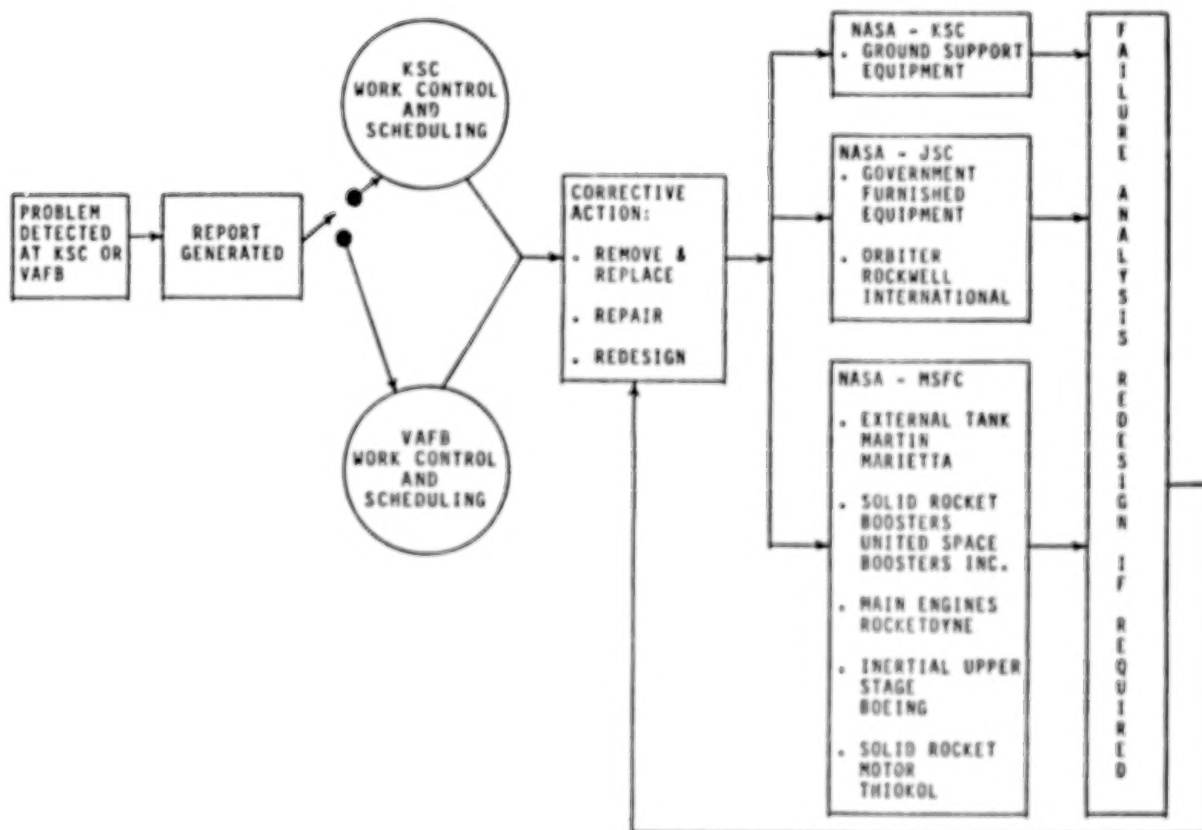 PROBLEM
DETECTED
AT KSC OR
VAFB
REPORT
GENERATED
KSC
WORK CONTROL
AND
SCHEDULING
VAFB
WORK CONTROL
AND
SCHEDULING
CORRECTIVE
ACTION:
. REMOVE &
REPLACE
. REPAIR
. REDESIGN
NASA - KSC
. GROUND SUPPORT
EQUIPMENT
NASA - JSC
. GOVERNMENT
FURNISHED
EQUIPMENT
. ORBITER
ROCKWELL
INTERNATIONAL
NASA - MSFC
. EXTERNAL TANK
MARTIN
MARIETTA
. SOLID ROCKET
BOOSTERS
UNITED SPACE
BOOSTERS INC.
. MAIN ENGINES
ROCKETDYNE
. INERTIAL UPPER
STAGE
BOEING
. SOLID ROCKET
MOTOR
THIOKOL
FAILURE ANALYSIS REDESIGN IF REQUIRED